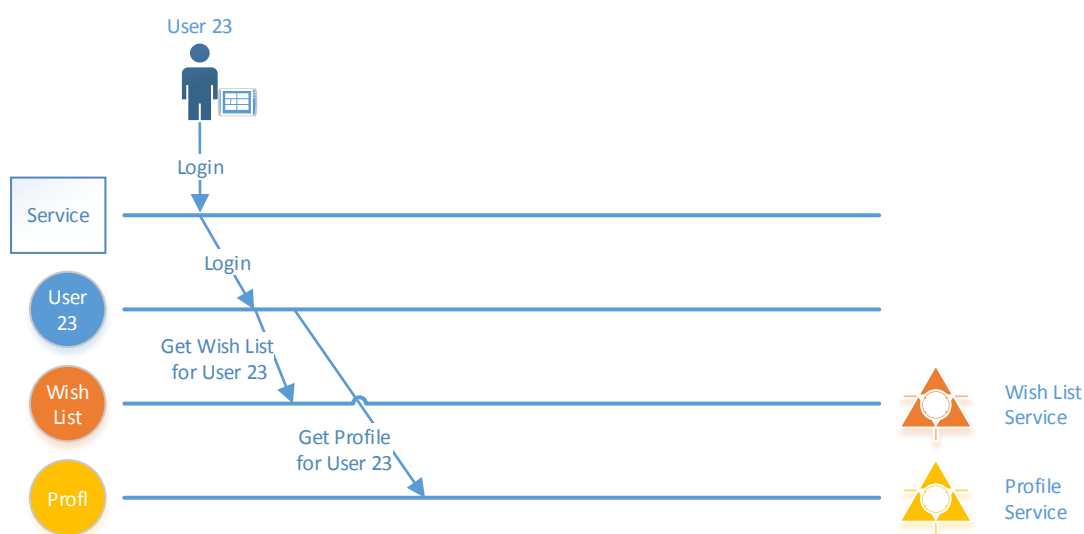 User 23
Login
Service
Login
User
23
Get Wish List
for User 23
Wish
List
Wish List
Service
Get Profile
for User 23
Profl
Profile
Service